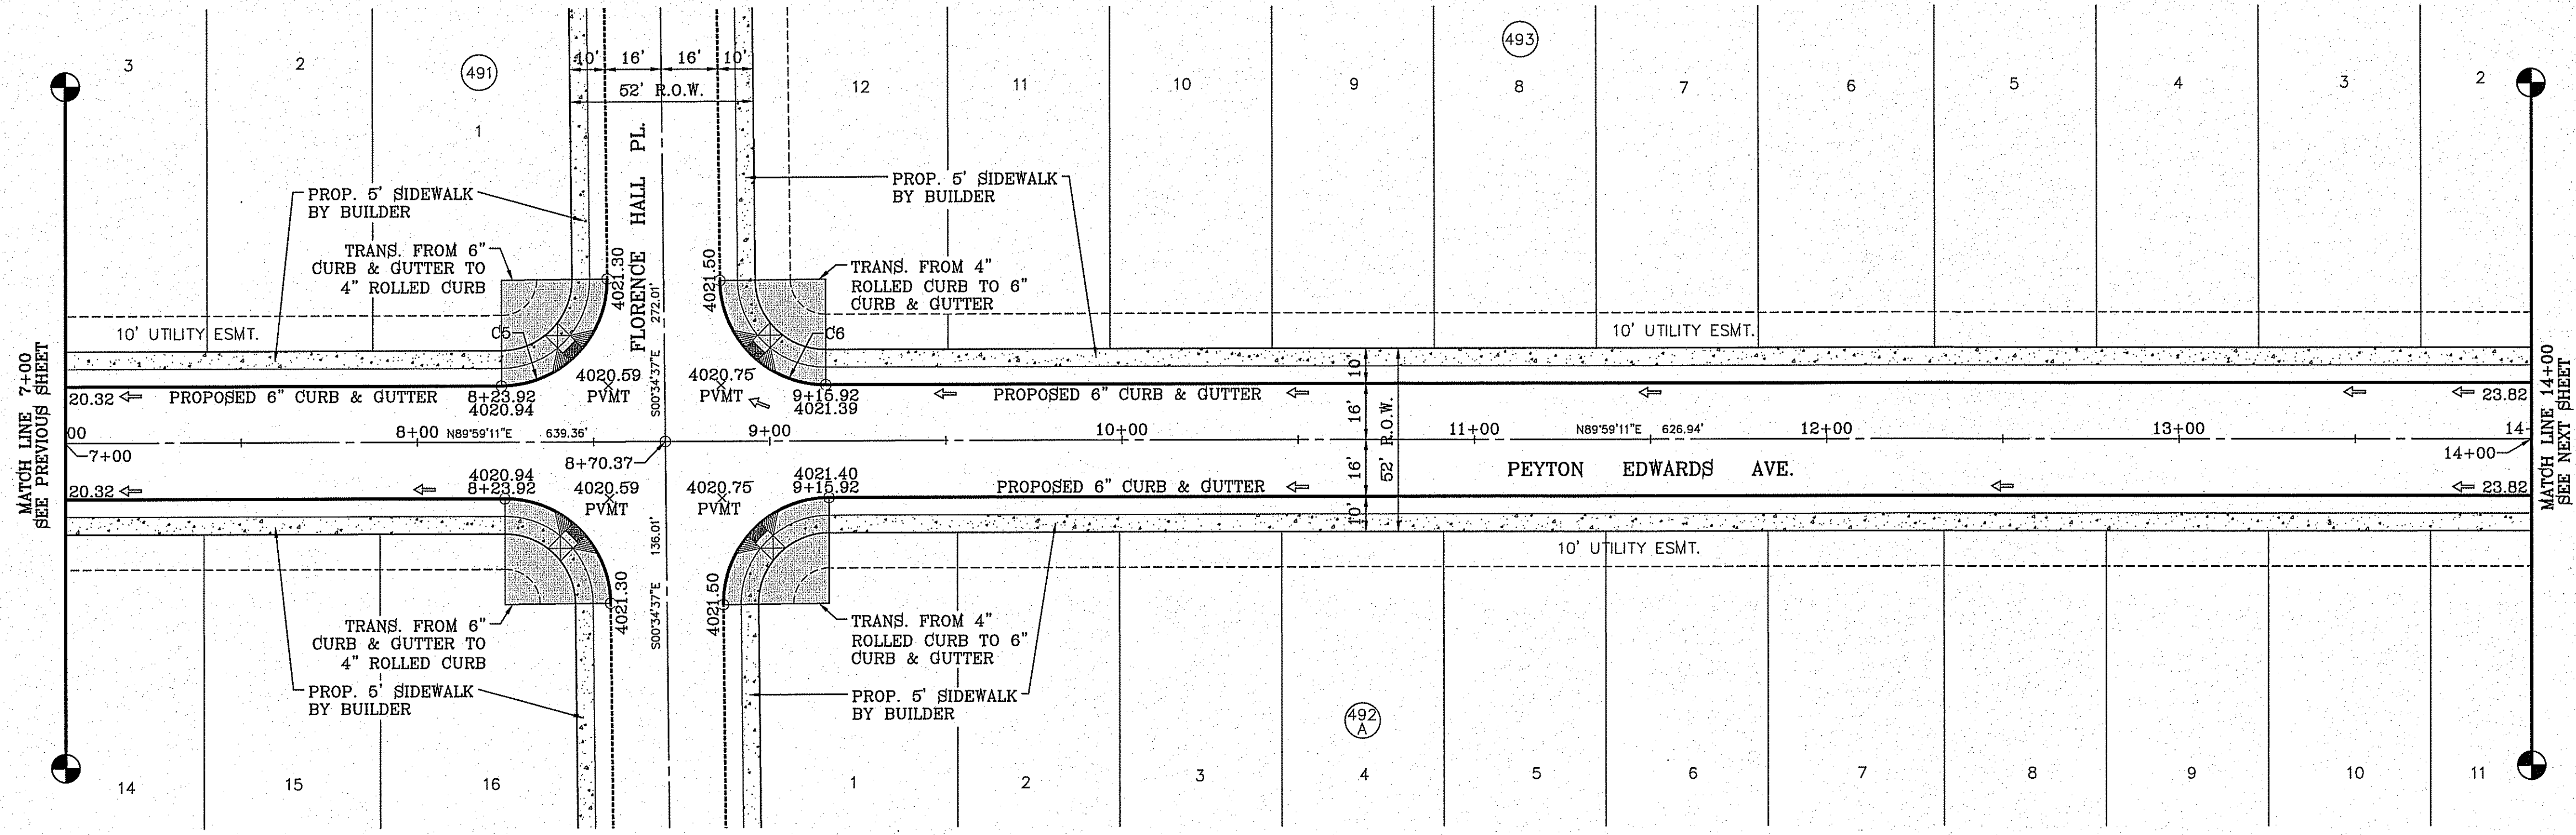 3
2
491
1
10' 16' 16' 10'
52' R.O.W.
FLORENCE HALL PL.
12
11
10
9
493
8
7
6
5
4
3
2
PROP. 5' SIDEWALK
BY BUILDER
TRANS. FROM 6"
CURB & GUTTER TO
4" ROLLED CURB
PROP. 5' SIDEWALK
BY BUILDER
TRANS. FROM 4"
ROLLED CURB TO 6"
CURB & GUTTER
4021.30
4021.50
272.01'
S00°34'37"E
10' UTILITY ESMT.
C5
C6
10' UTILITY ESMT.
MATCH LINE 7+00
SEE PREVIOUS SHEET
20.32
PROPOSED 6" CURB & GUTTER
8+23.92
4020.94
4020.59
PVMT
4020.75
PVMT
9+15.92
4021.39
PROPOSED 6" CURB & GUTTER
10'
16'
52' R.O.W.
16'
10'
23.82
MATCH LINE 14+00
SEE NEXT SHEET
00
7+00
8+00
N89°59'11"E 639.36'
8+70.37
9+00
10+00
11+00
N89°59'11"E 626.94'
12+00
13+00
14-
14+00
PEYTON EDWARDS AVE.
20.32
4020.94
8+23.92
4020.59
PVMT
4020.75
PVMT
4021.40
9+15.92
PROPOSED 6" CURB & GUTTER
23.82
10' UTILITY ESMT.
136.01'
S00°34'37"E
4021.30
4021.50
TRANS. FROM 6"
CURB & GUTTER TO
4" ROLLED CURB
PROP. 5' SIDEWALK
BY BUILDER
TRANS. FROM 4"
ROLLED CURB TO 6"
CURB & GUTTER
PROP. 5' SIDEWALK
BY BUILDER
492
A
14
15
16
1
2
3
4
5
6
7
8
9
10
11